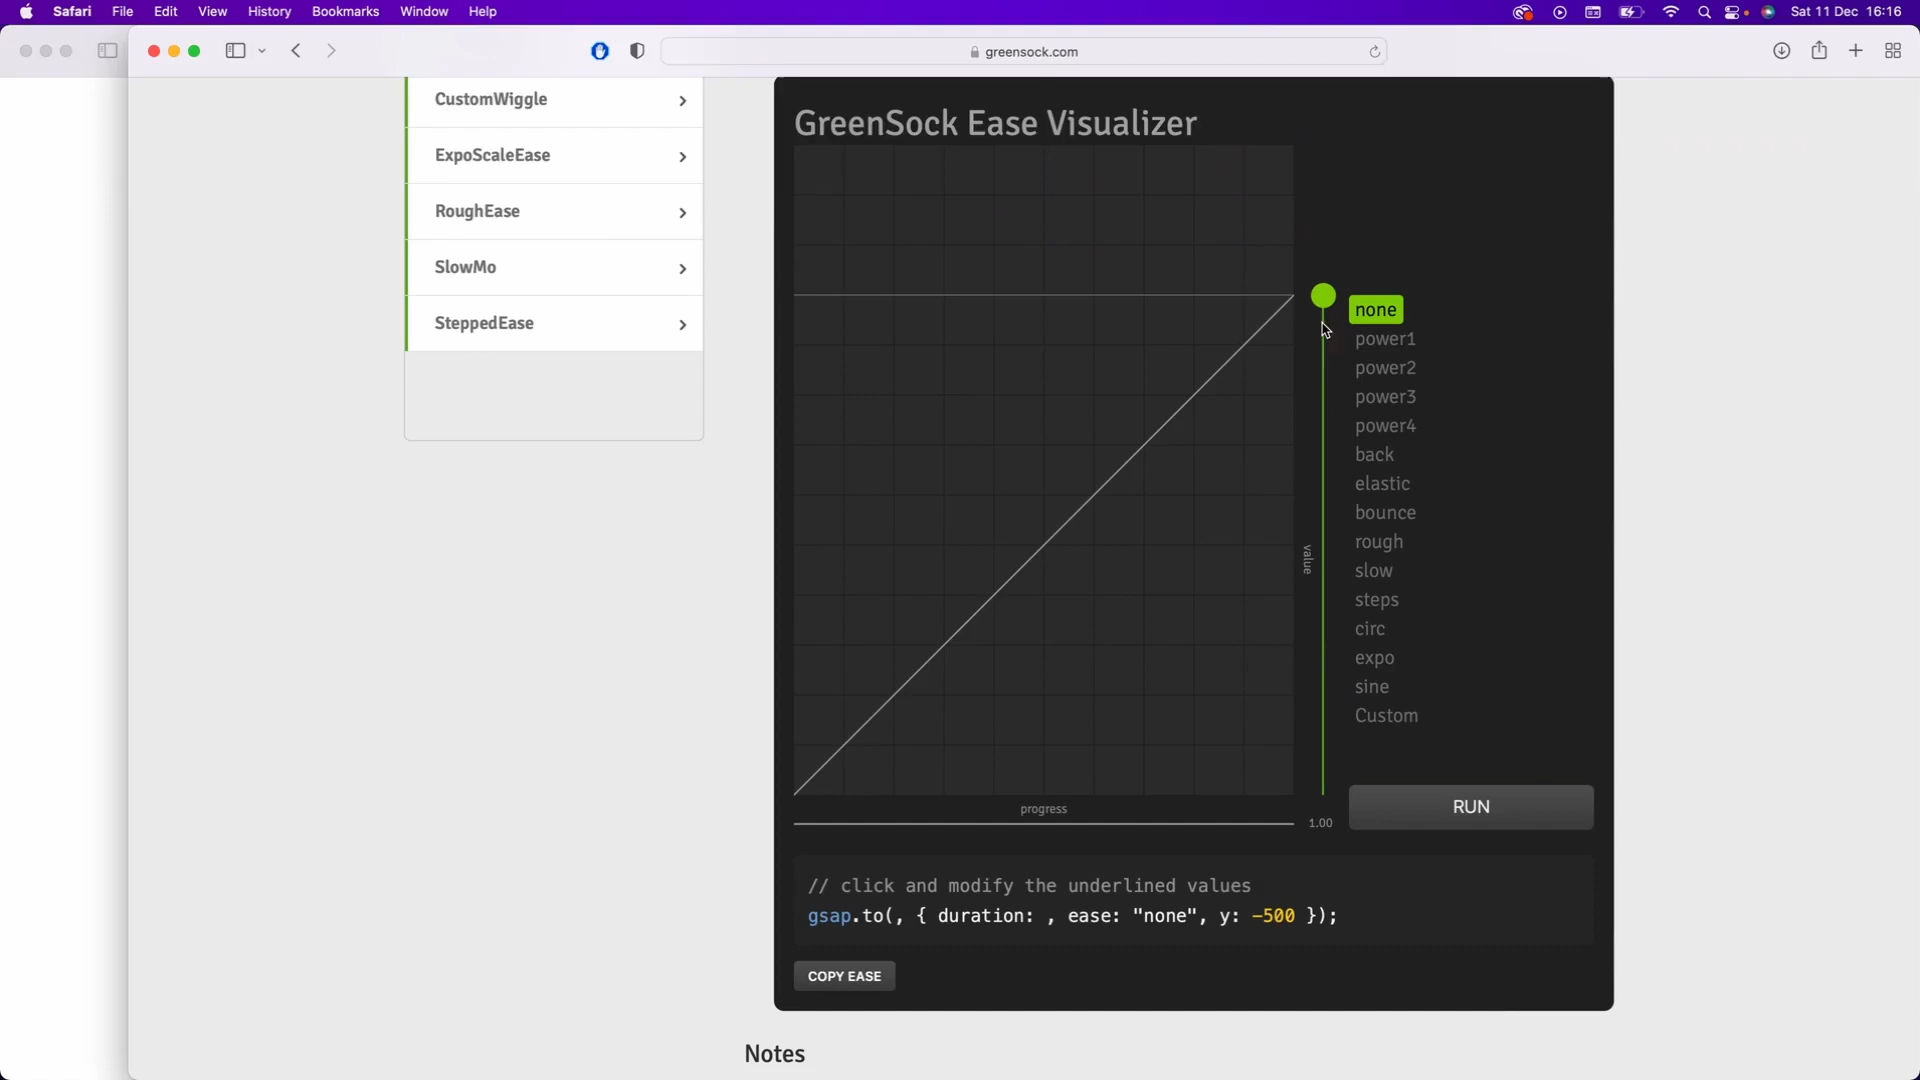 Safari File Edit View History Bookmarks Window Help Sat 11 Dec 16:16
greensock.com
CustomWiggle
ExpoScaleEase
RoughEase
SlowMo
SteppedEase
GreenSock Ease Visualizer
none
power1
power2
power3
power4
back
elastic
bounce
rough
slow
steps
circ
expo
sine
Custom
value
progress
1.00
RUN
// click and modify the underlined values
gsap.to(, { duration: , ease: "none", y: -500 });
COPY EASE
Notes